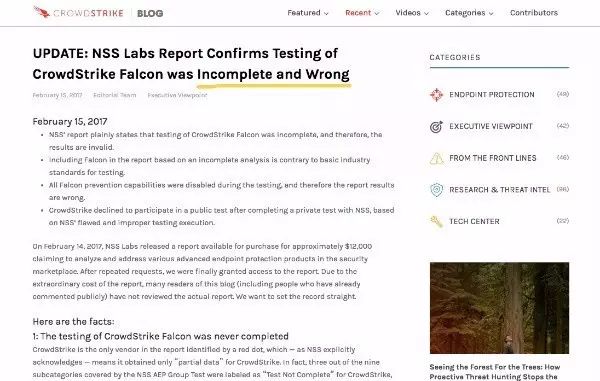 CROWDSTRIKE | BLOG
Featured Recent Videos Categories Contributors
UPDATE: NSS Labs Report Confirms Testing of
CrowdStrike Falcon was Incomplete and Wrong
February 15, 2017 Editorial Team Executive Viewpoint
February 15, 2017
NSS' report plainly states that testing of CrowdStrike Falcon was incomplete, and therefore, the
results are invalid.
Including Falcon in the report based on an incomplete analysis is contrary to basic industry
standards for testing.
All Falcon prevention capabilities were disabled during the testing, and therefore the report results
are wrong.
CrowdStrike declined to participate in a public test after completing a private test with NSS, based
on NSS' flawed and improper testing execution.
On February 14, 2017, NSS Labs released a report available for purchase for approximately $12,000
claiming to analyze and address various advanced endpoint protection products in the security
marketplace. After repeated requests, we were finally granted access to the report. Due to the
extraordinary cost of the report, many readers of this blog (including people who have already
commented publicly) have not reviewed the actual report. We want to set the record straight.
Here are the facts:
1: The testing of CrowdStrike Falcon was never completed
CrowdStrike is the only vendor in the report identified by a red dot, which — as NSS explicitly
acknowledges — means it obtained only "partial data" for CrowdStrike. In fact, three out of the nine
subcategories covered by the NSS AEP Group Test were labeled as "Test Not Complete" for CrowdStrike,
CATEGORIES
ENDPOINT PROTECTION (49)
EXECUTIVE VIEWPOINT (42)
FROM THE FRONT LINES (46)
RESEARCH & THREAT INTEL (96)
TECH CENTER (22)
Seeing the Forest For the Trees: How
Proactive Threat Hunting Stops the